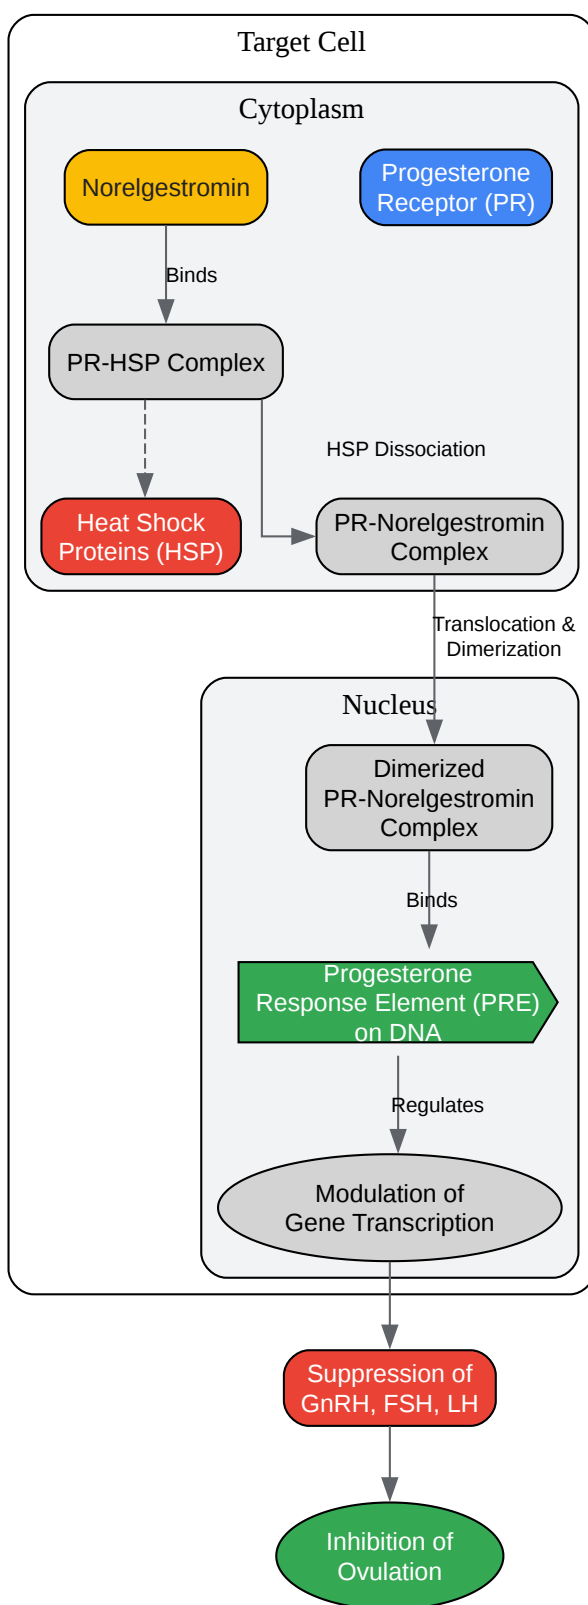 Target Cell
Cytoplasm
Norelgestromin
Progesterone
Receptor (PR)
Binds
PR-HSP Complex
HSP Dissociation
Heat Shock
Proteins (HSP)
PR-Norelgestromin
Complex
Translocation &
Dimerization
Nucleus
Dimerized
PR-Norelgestromin
Complex
Binds
Progesterone
Response Element (PRE)
on DNA
Regulates
Modulation of
Gene Transcription
Suppression of
GnRH, FSH, LH
Inhibition of
Ovulation